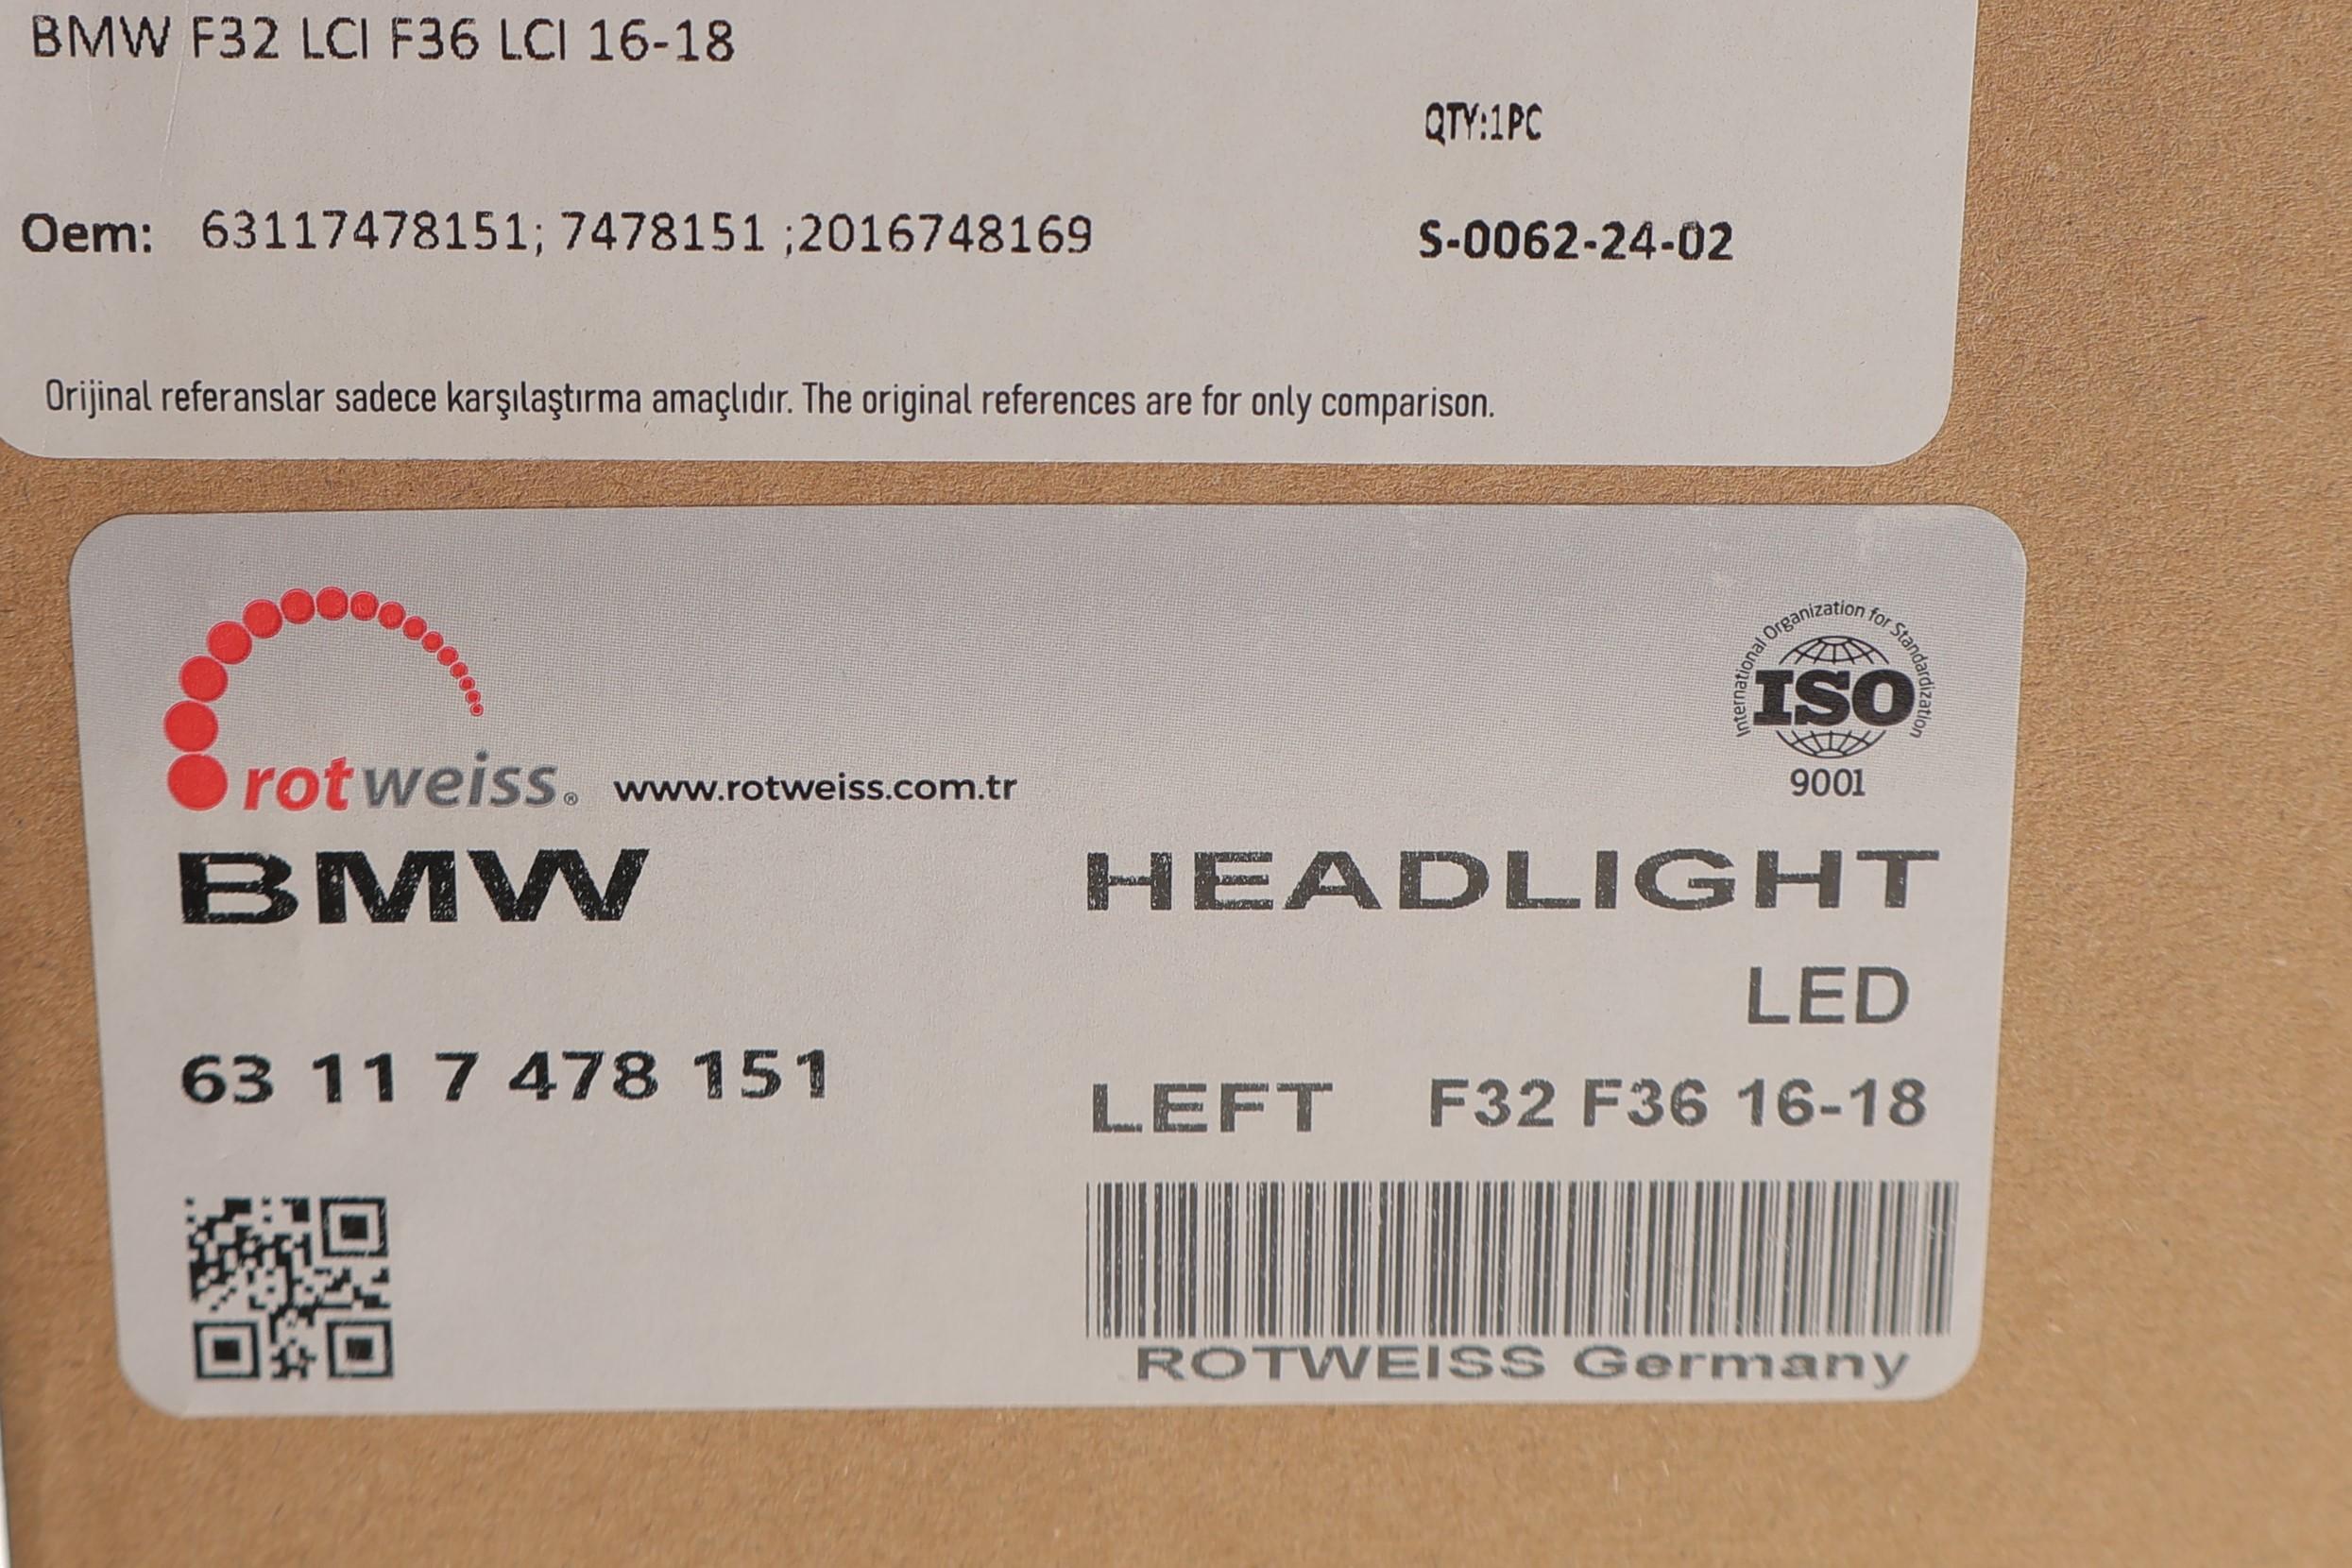 BMW F32 LCI F36 LCI 16-18
QTY:1PC
Oem: 63117478151; 7478151 ;2016748169
S-0062-24-02
Orijinal referanslar sadece karşılaştırma amaçlıdır. The original references are for only comparison.
International Organization for Standardization
ISO
9001
rotweiss® www.rotweiss.com.tr
BMW
HEADLIGHT
LED
63 11 7 478 151
LEFT F32 F36 16-18
ROTWEISS Germany